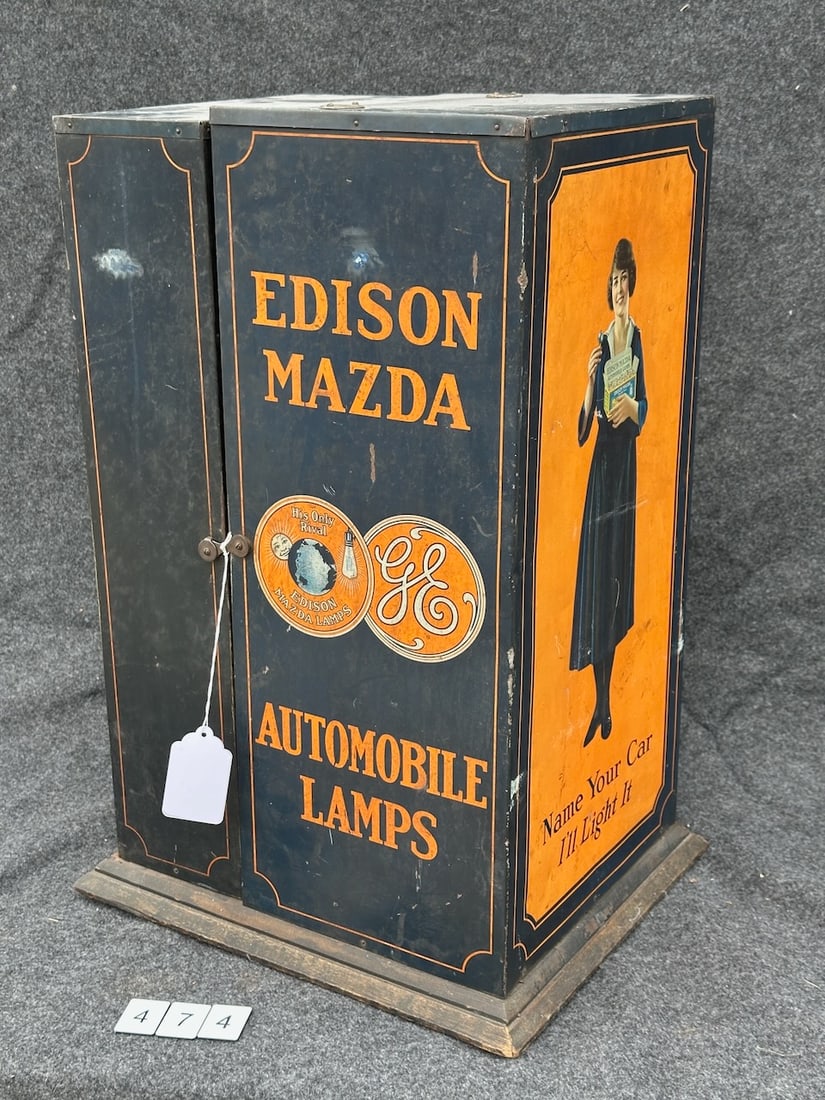 EDISON
MAZDA
His Only
Rival
EDISON
MAZDA LAMPS
GE
AUTOMOBILE
LAMPS
Name Your Car
I'll Light It
4 7 4